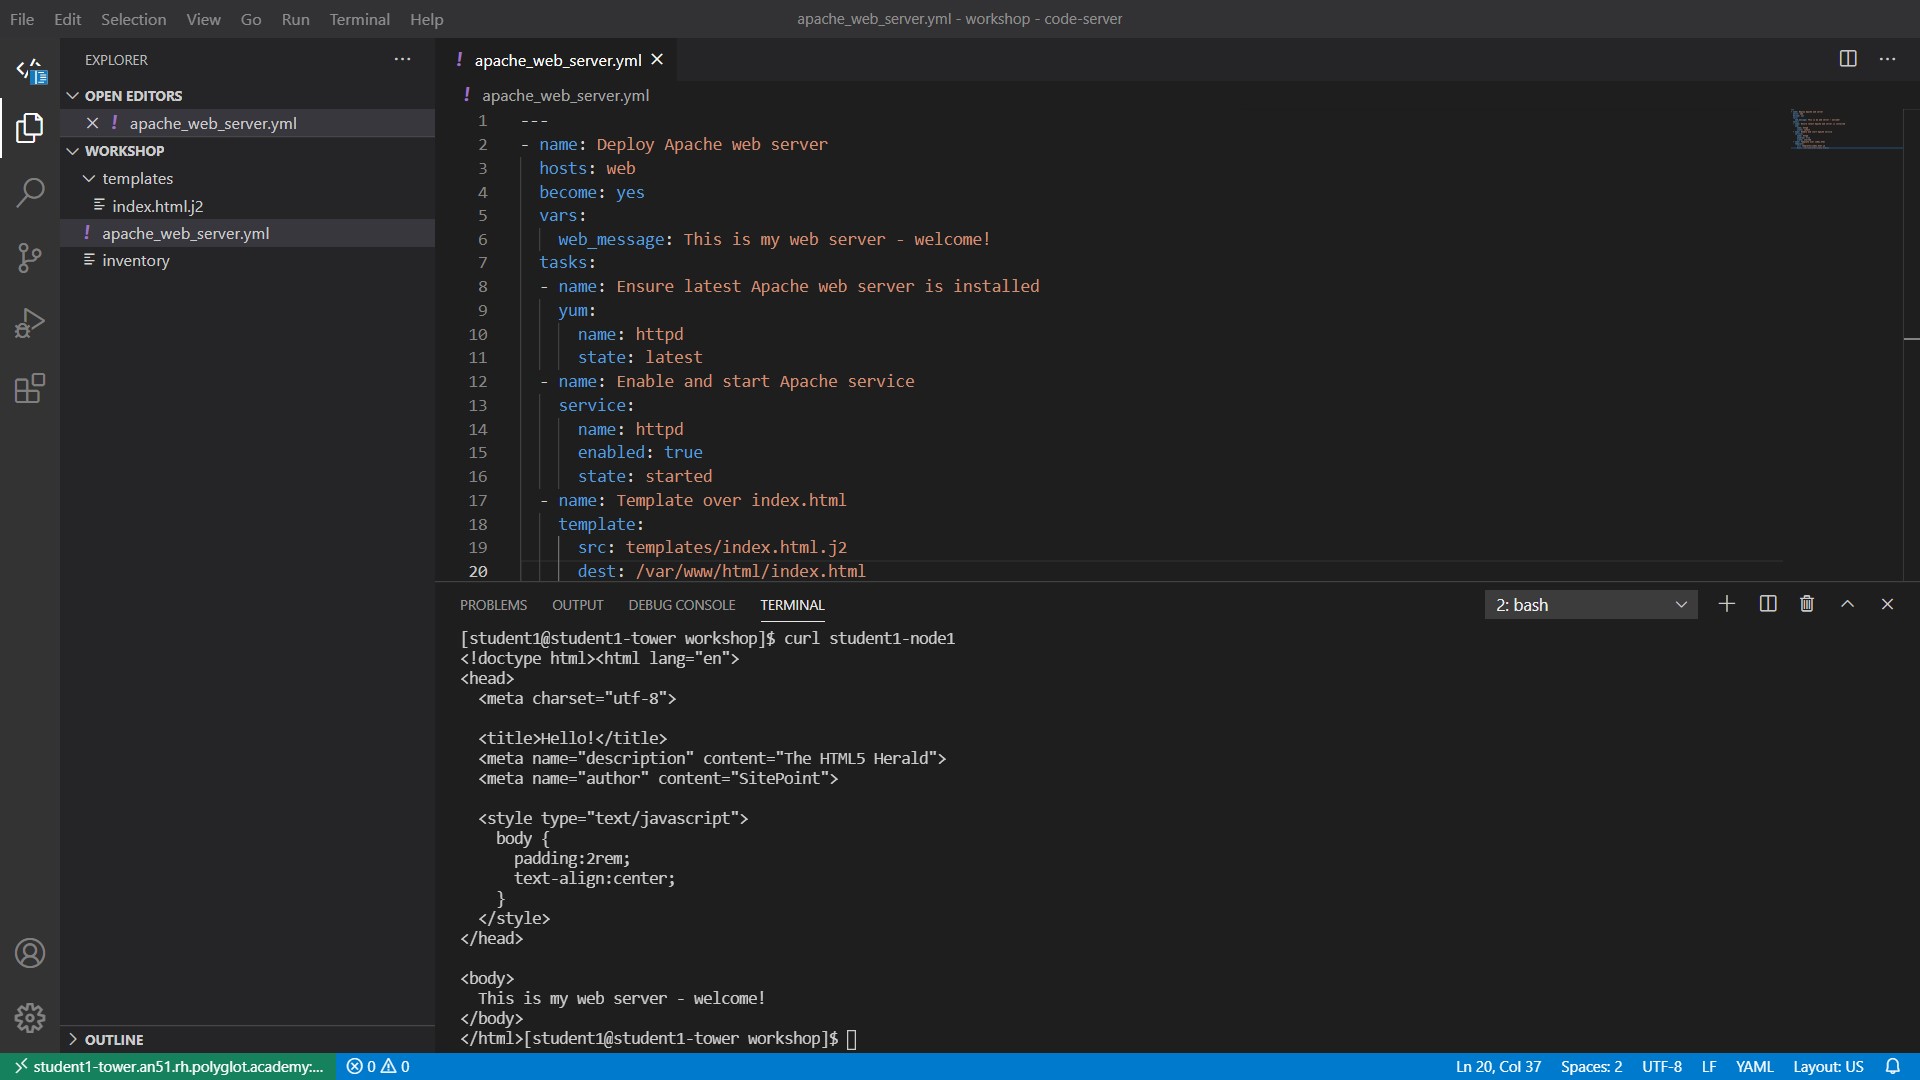 File Edit Selection View Go Run Terminal Help
apache_web_server.yml - workshop - code-server
EXPLORER
OPEN EDITORS
! apache_web_server.yml
WORKSHOP
templates
index.html.j2
! apache_web_server.yml
inventory
OUTLINE
! apache_web_server.yml
! apache_web_server.yml
1 ---
2 - name: Deploy Apache web server
3 hosts: web
4 become: yes
5 vars:
6 web_message: This is my web server - welcome!
7 tasks:
8 - name: Ensure latest Apache web server is installed
9 yum:
10 name: httpd
11 state: latest
12 - name: Enable and start Apache service
13 service:
14 name: httpd
15 enabled: true
16 state: started
17 - name: Template over index.html
18 template:
19 src: templates/index.html.j2
20 dest: /var/www/html/index.html
PROBLEMS OUTPUT DEBUG CONSOLE TERMINAL
2: bash
[student1@student1-tower workshop]$ curl student1-node1
<!doctype html><html lang="en">
<head>
<meta charset="utf-8">
<title>Hello!</title>
<meta name="description" content="The HTML5 Herald">
<meta name="author" content="SitePoint">
<style type="text/javascript">
body {
padding:2rem;
text-align:center;
}
</style>
</head>
<body>
This is my web server - welcome!
</body>
</html>[student1@student1-tower workshop]$
student1-tower.an51.rh.polyglot.academy:... 0 0
Ln 20, Col 37 Spaces: 2 UTF-8 LF YAML Layout: US